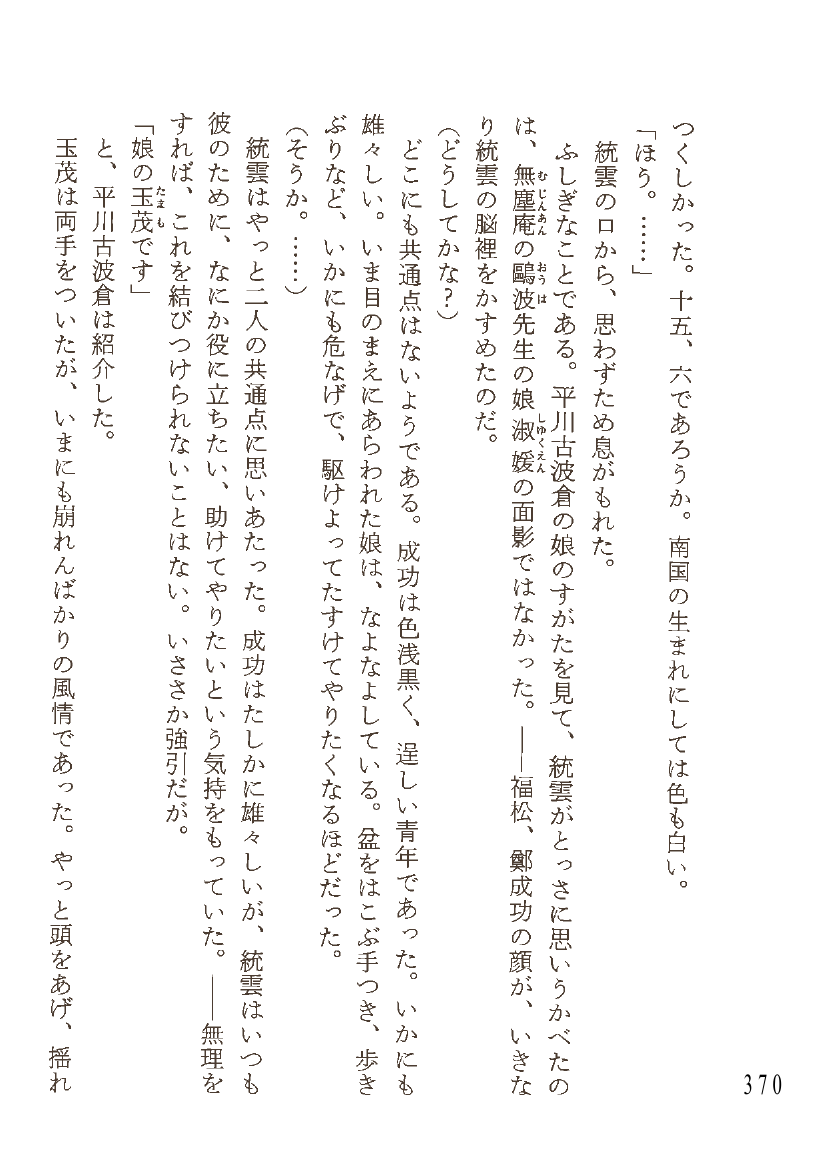 つくしかった。十五、六であろうか。南国の生まれにしては色も白い。
「ほう。……」
統雲の口から、思わずため息がもれた。
ふしぎなことである。平川古波倉の娘のすがたを見て、統雲がとっさに思いうかべたの
は、無塵庵の鷗波先生の娘淑媛の面影ではなかった。――福松、鄭成功の顔が、いきな
り統雲の脳裡をかすめたのだ。
(どうしてかな?)
どこにも共通点はないようである。成功は色浅黒く、逞しい青年であった。いかにも
雄々しい。いま目のまえにあらわれた娘は、なよなよしている。盆をはこぶ手つき、歩き
ぶりなど、いかにも危なげで、駆けよってたすけてやりたくなるほどだった。
(そうか。……)
統雲はやっと二人の共通点に思いあたった。成功はたしかに雄々しいが、統雲はいつも
彼のために、なにか役に立ちたい、助けてやりたいという気持をもっていた。――無理を
すれば、これを結びつけられないことはない。いささか強引だが。
「娘の玉茂です」
と、平川古波倉は紹介した。
玉茂は両手をついたが、いまにも崩れんばかりの風情であった。やっと頭をあげ、揺れ
370